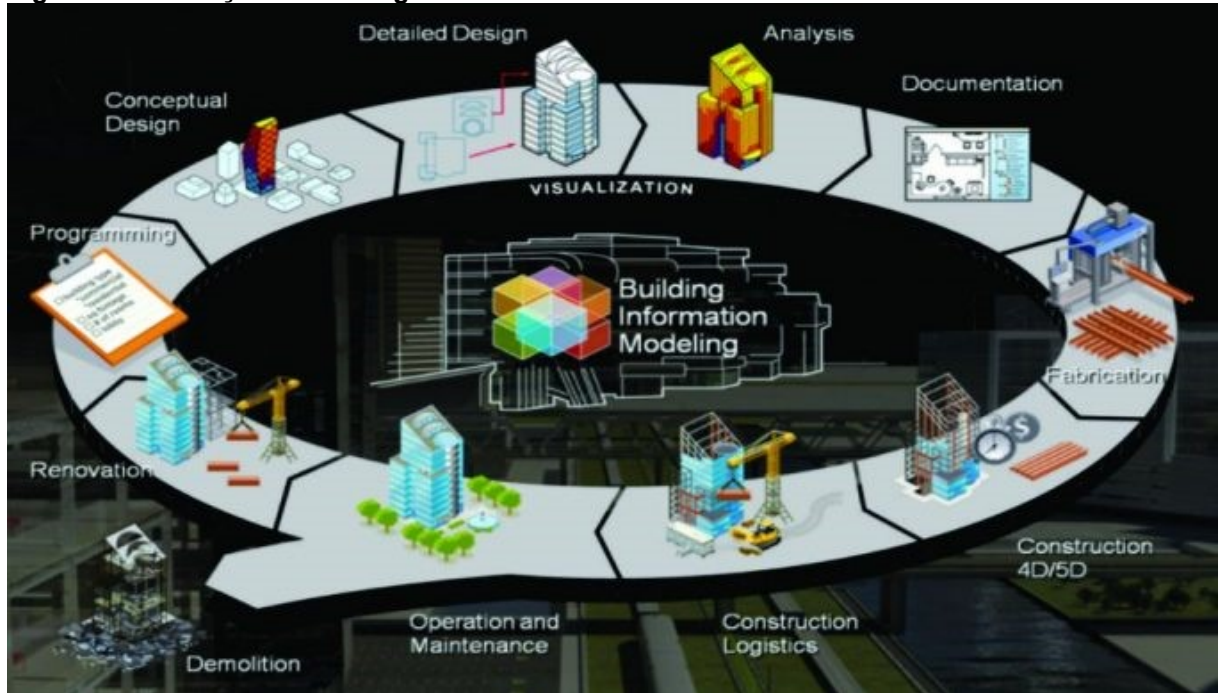 Detailed Design
Analysis
Conceptual
Design
Documentation
VISUALIZATION
Programming
Building
Information
Modeling
Fabrication
Renovation
Construction
4D/5D
Operation and
Maintenance
Construction
Logistics
Demolition